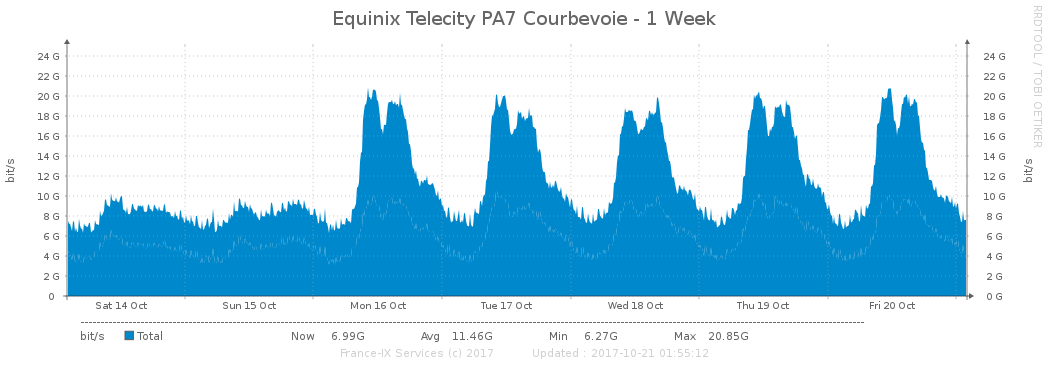 Equinix Telecity PA7 Courbevoie - 1 Week
RRDTOOL / TOBI OETIKER
24 G 24 G
22 G 22 G
20 G 20 G
18 G 18 G
16 G 16 G
14 G 14 G
12 G 12 G
10 G 10 G
8 G 8 G
6 G 6 G
4 G 4 G
2 G 2 G
0 0 G
bit/s
bit/s
Sat 14 Oct Sun 15 Oct Mon 16 Oct Tue 17 Oct Wed 18 Oct Thu 19 Oct Fri 20 Oct
bit/s Total Now 6.99G Avg 11.46G Min 6.27G Max 20.85G
France-IX Services (c) 2017 Updated : 2017-10-21 01:55:12